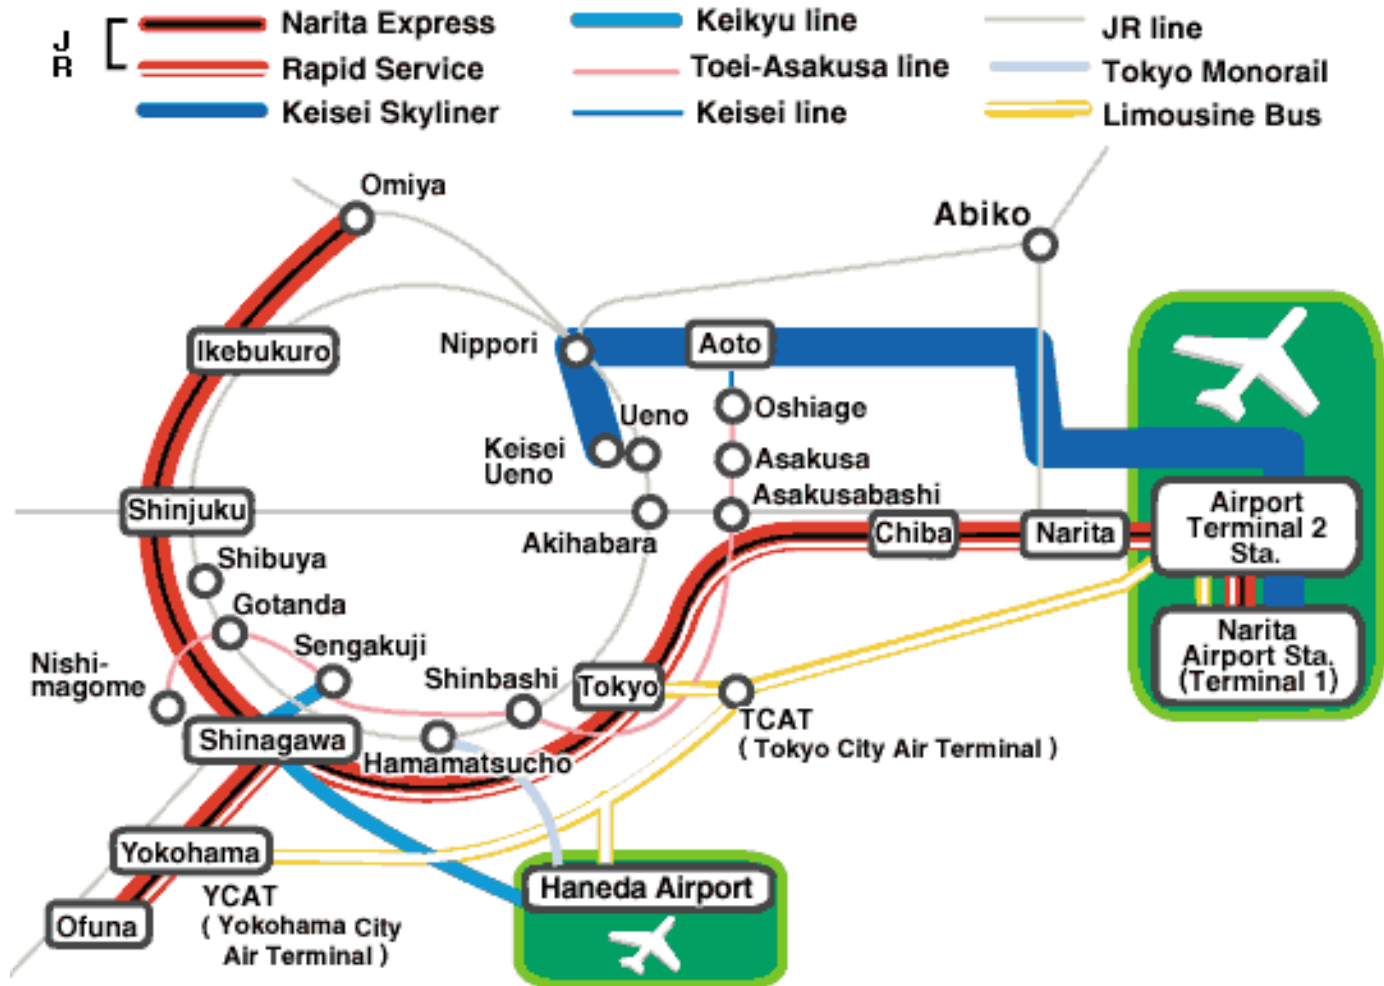 J
R
Narita Express
Rapid Service
Keisei Skyliner
Keikyu line
Toei-Asakusa line
Keisei line
JR line
Tokyo Monorail
Limousine Bus
Omiya
Abiko
Ikebukuro
Nippori
Aoto
Ueno
Oshiage
Keisei
Ueno
Asakusa
Asakusabashi
Shinjuku
Akihabara
Chiba
Narita
Airport
Terminal 2
Sta.
Shibuya
Gotanda
Sengakuji
Nishi-
magome
Shinbashi
Tokyo
Narita
Airport Sta.
(Terminal 1)
Shinagawa
Hamamatsucho
TCAT
( Tokyo City Air Terminal )
Yokohama
YCAT
( Yokohama City
Air Terminal )
Haneda Airport
Ofuna